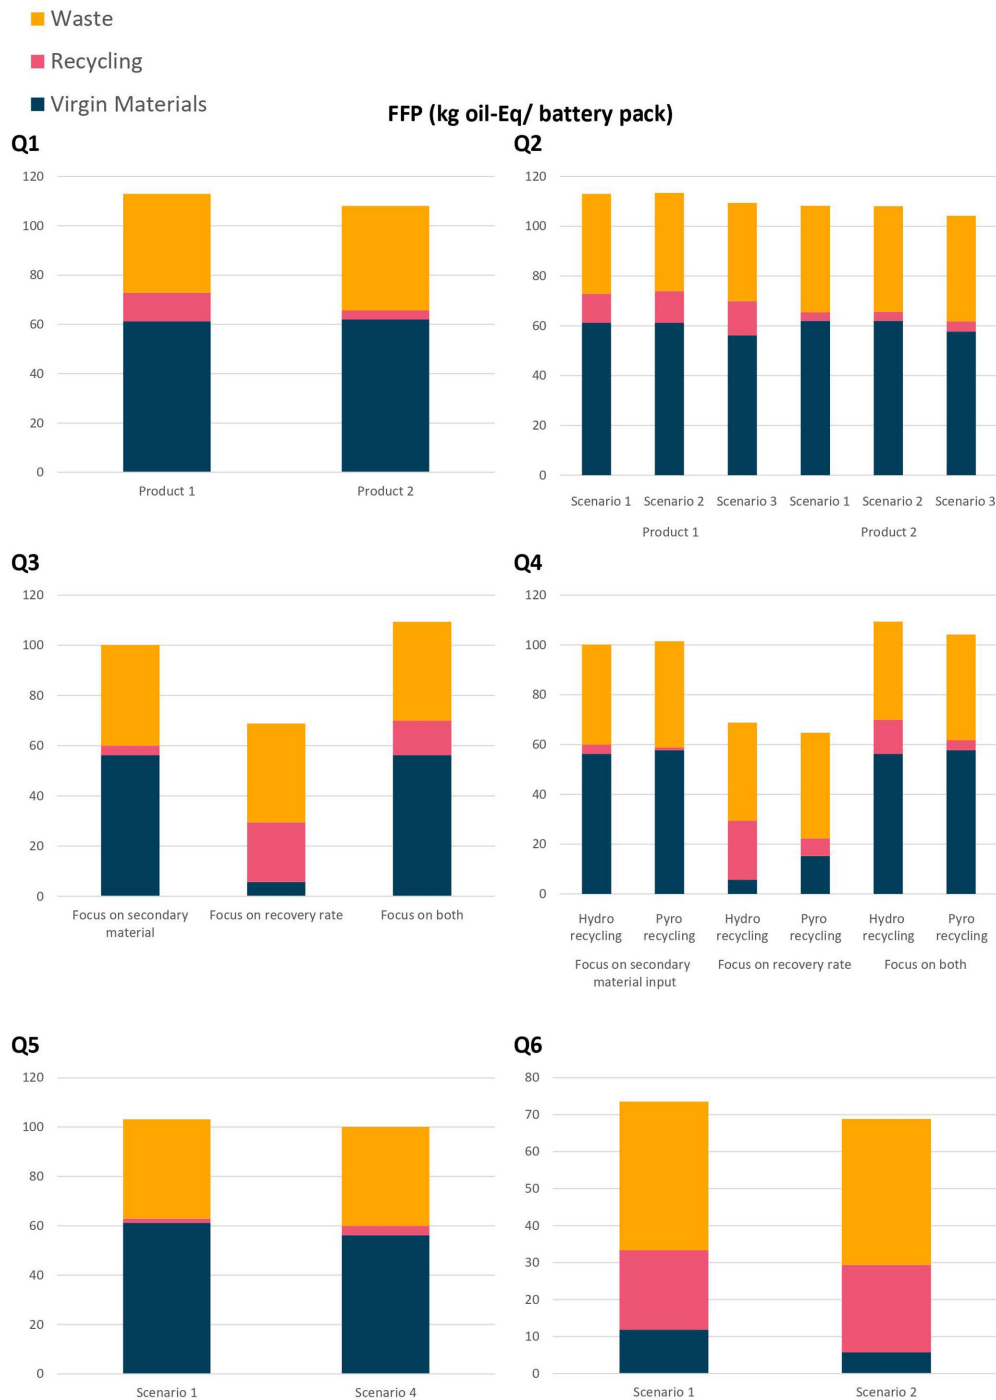 Waste
Recycling
Virgin Materials
FFP (kg oil-Eq/ battery pack)
Q1
120
100
80
60
40
20
0
Product 1 Product 2
Q2
120
100
80
60
40
20
0
Scenario 1 Scenario 2 Scenario 3 Scenario 1 Scenario 2 Scenario 3
Product 1 Product 2
Q3
120
100
80
60
40
20
0
Focus on secondary Focus on recovery rate Focus on both
material
Q4
120
100
80
60
40
20
0
Hydro Pyro Hydro Pyro Hydro Pyro
recycling recycling recycling recycling recycling recycling
Focus on secondary Focus on recovery rate Focus on both
material input
Q5
120
100
80
60
40
20
0
Scenario 1 Scenario 4
Q6
80
70
60
50
40
30
20
10
0
Scenario 1 Scenario 2